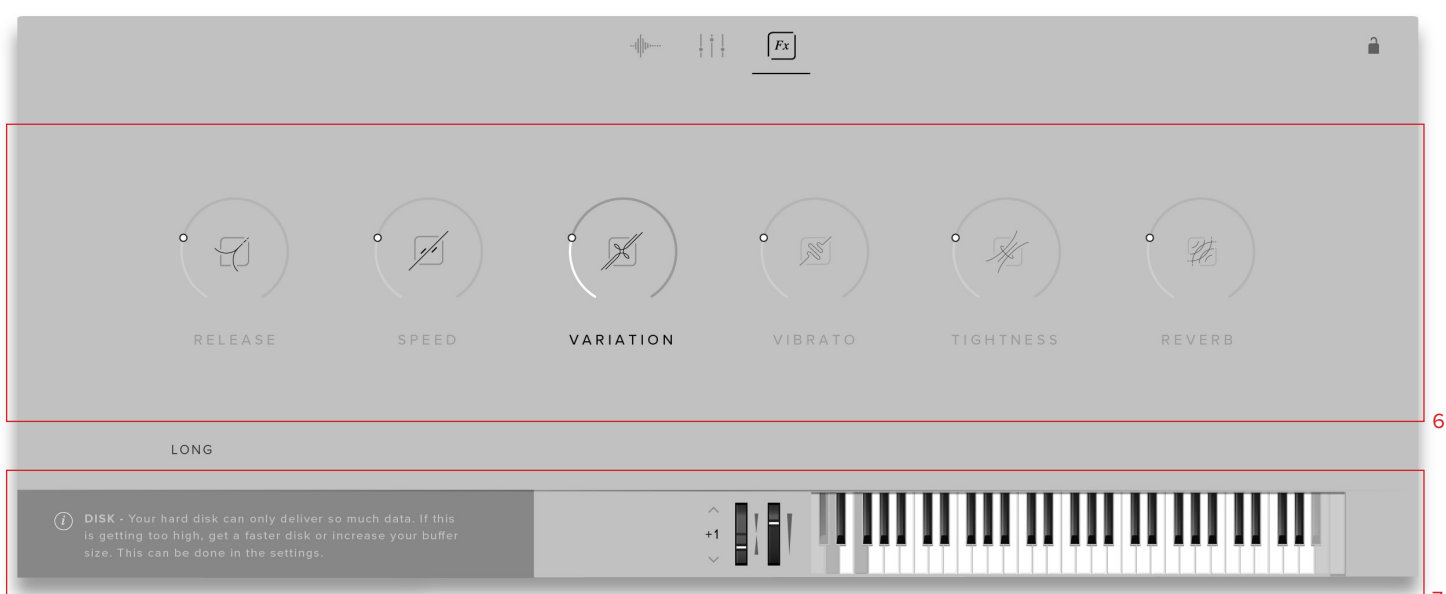 Fx
RELEASE SPEED VARIATION VIBRATO TIGHTNESS REVERB
6
LONG
i DISK - Your hard disk can only deliver so much data. If this
is getting too high, get a faster disk or increase your buffer
size. This can be done in the settings.
+1